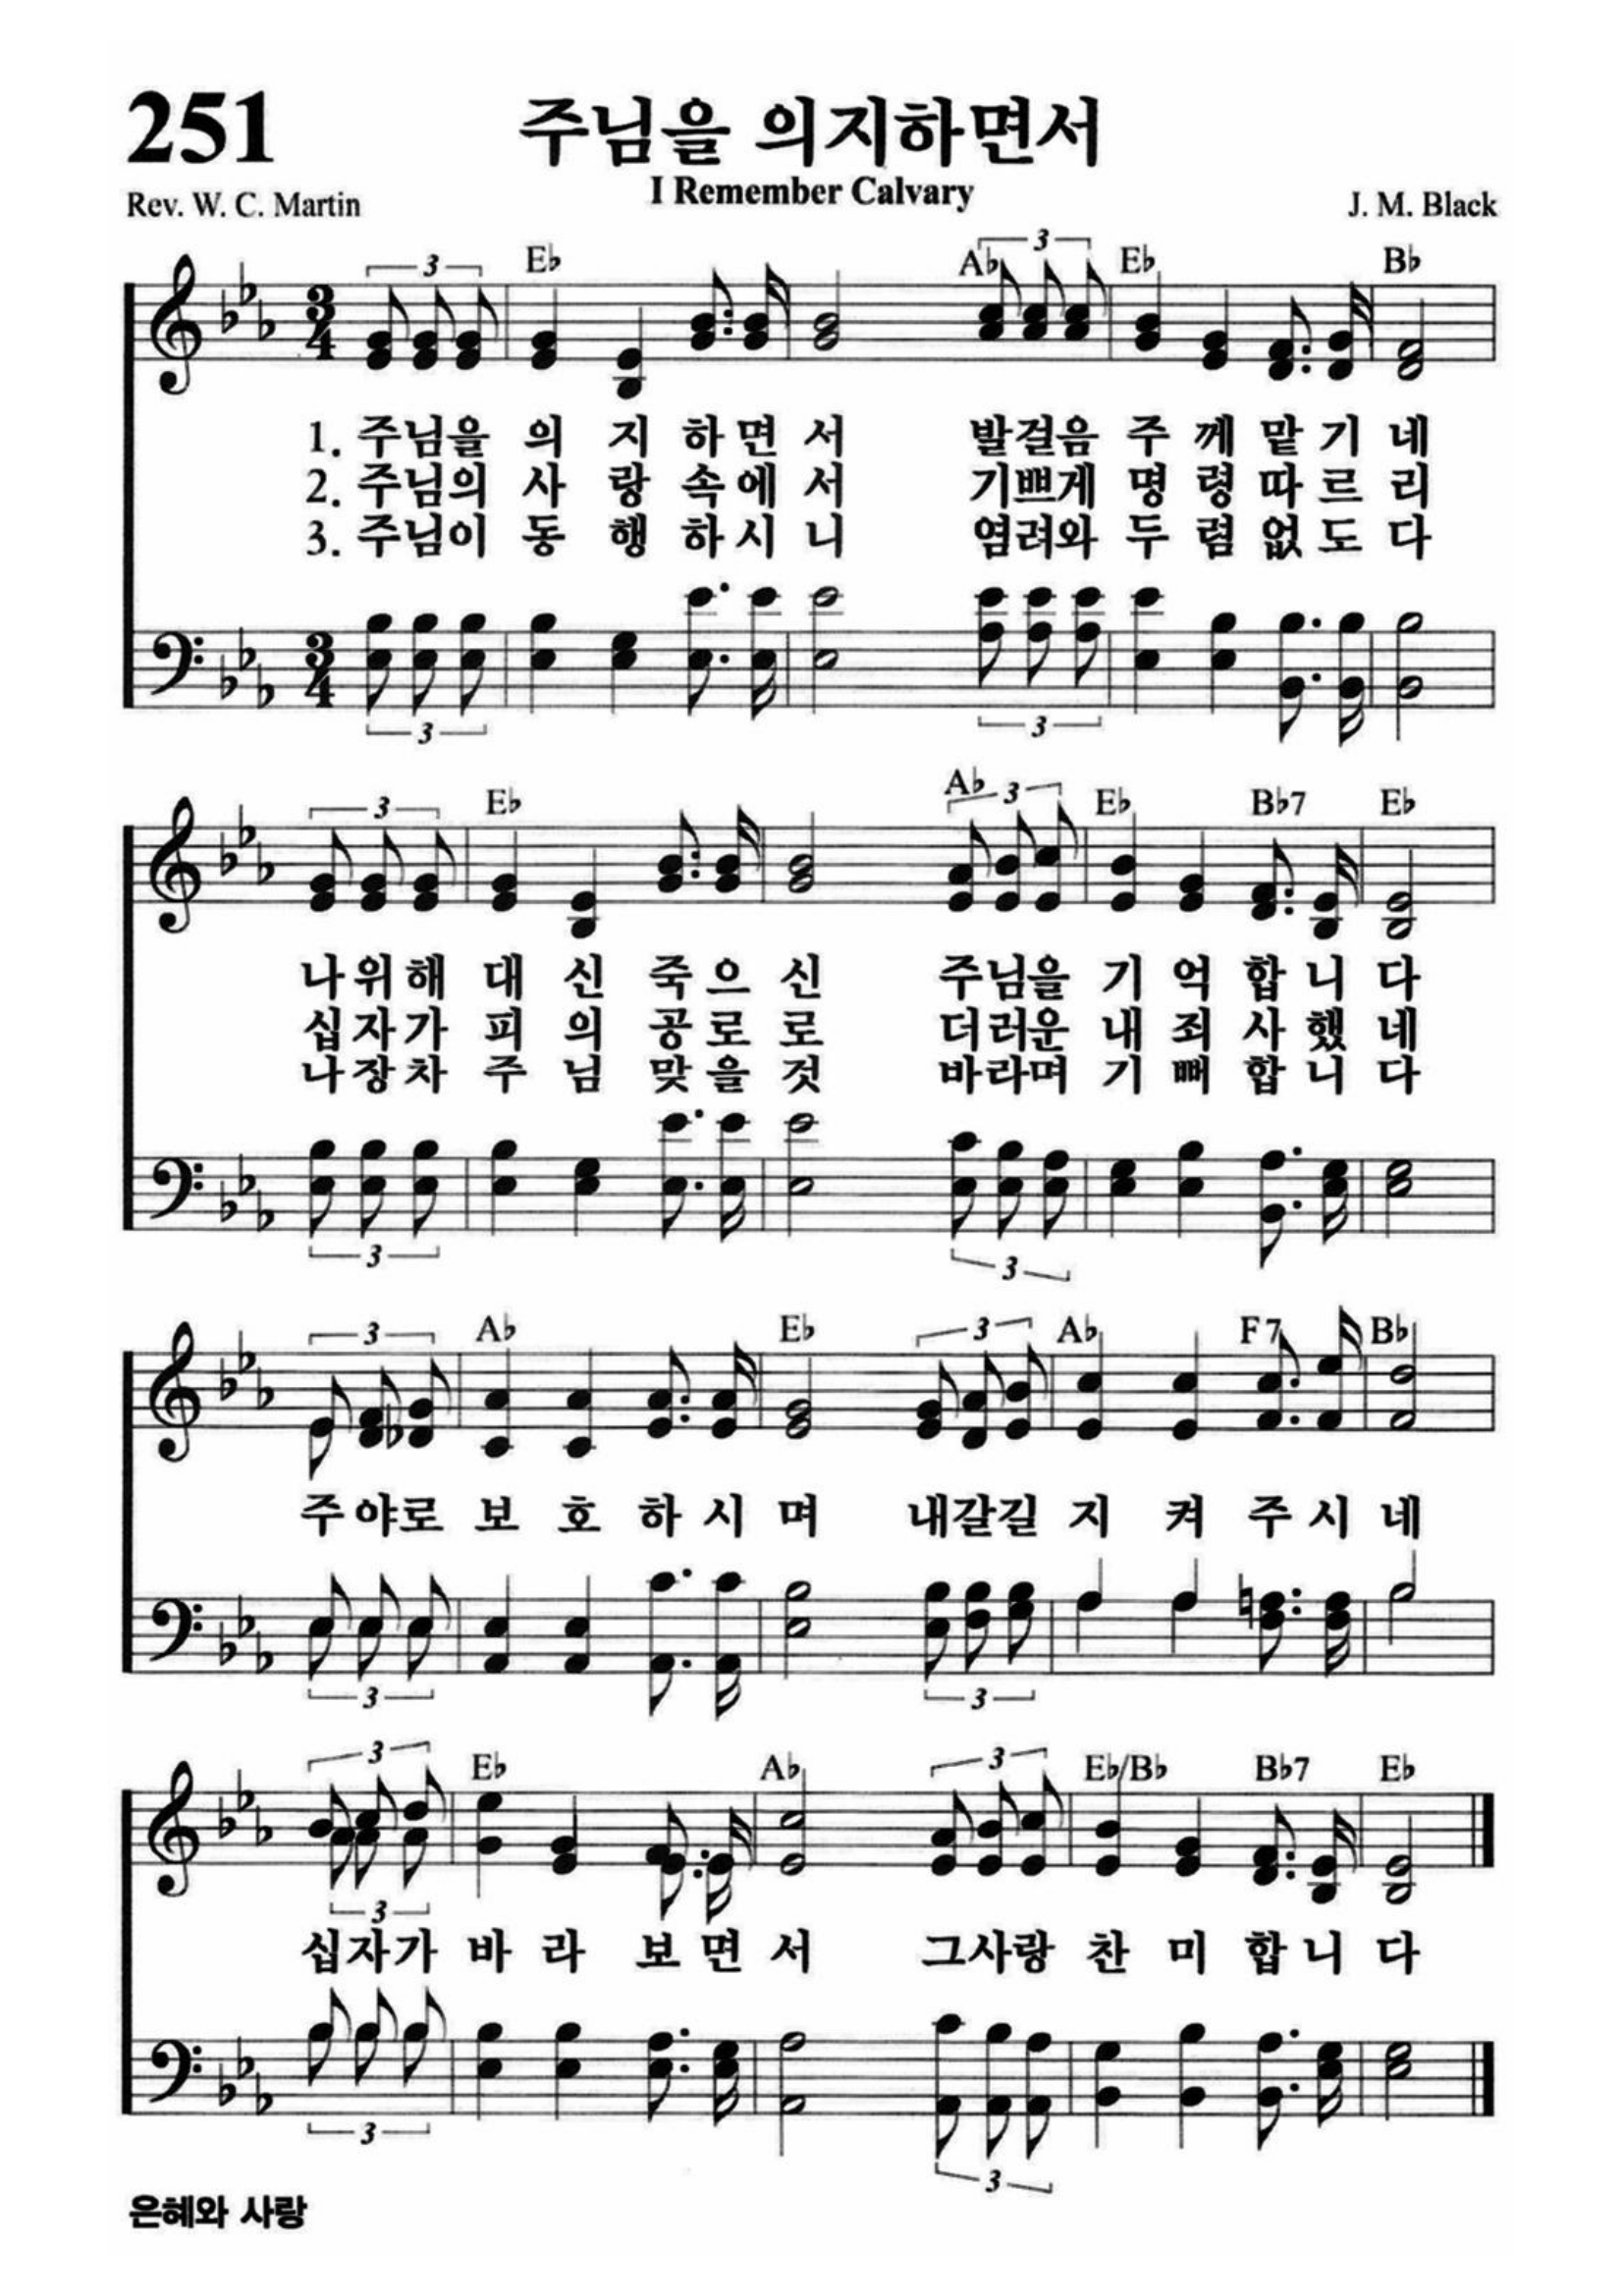 251
주님을 의지하면서
I Remember Calvary
Rev. W. C. Martin
J. M. Black
3 E♭ A♭ 3 E♭ B♭
3/4
1. 주님을 의 지 하 면 서 발걸음 주 께 맡 기 네
2. 주님의 사 랑 속 에 서 기쁘게 명 령 따 르 리
3. 주님이 동 행 하 시 니 염려와 두 렴 없 도 다
3/4
3 3
3 E♭ A♭ 3 E♭ B♭7 E♭
나위해 대 신 죽 으 신 주님을 기 억 합 니 다
십자가 피 의 공 로 로 더러운 내 죄 사 했 네
나장차 주 님 맞 을 것 바라며 기 뻐 합 니 다
3 3
3 A♭ E♭ 3 A♭ F7 B♭
주야로 보 호 하 시 며 내갈길 지 켜 주 시 네
3 3
3 E♭ A♭ 3 E♭/B♭ B♭7 E♭
3
십자가 바 라 보 면 서 그사랑 찬 미 합 니 다
3 3
은혜와 사랑